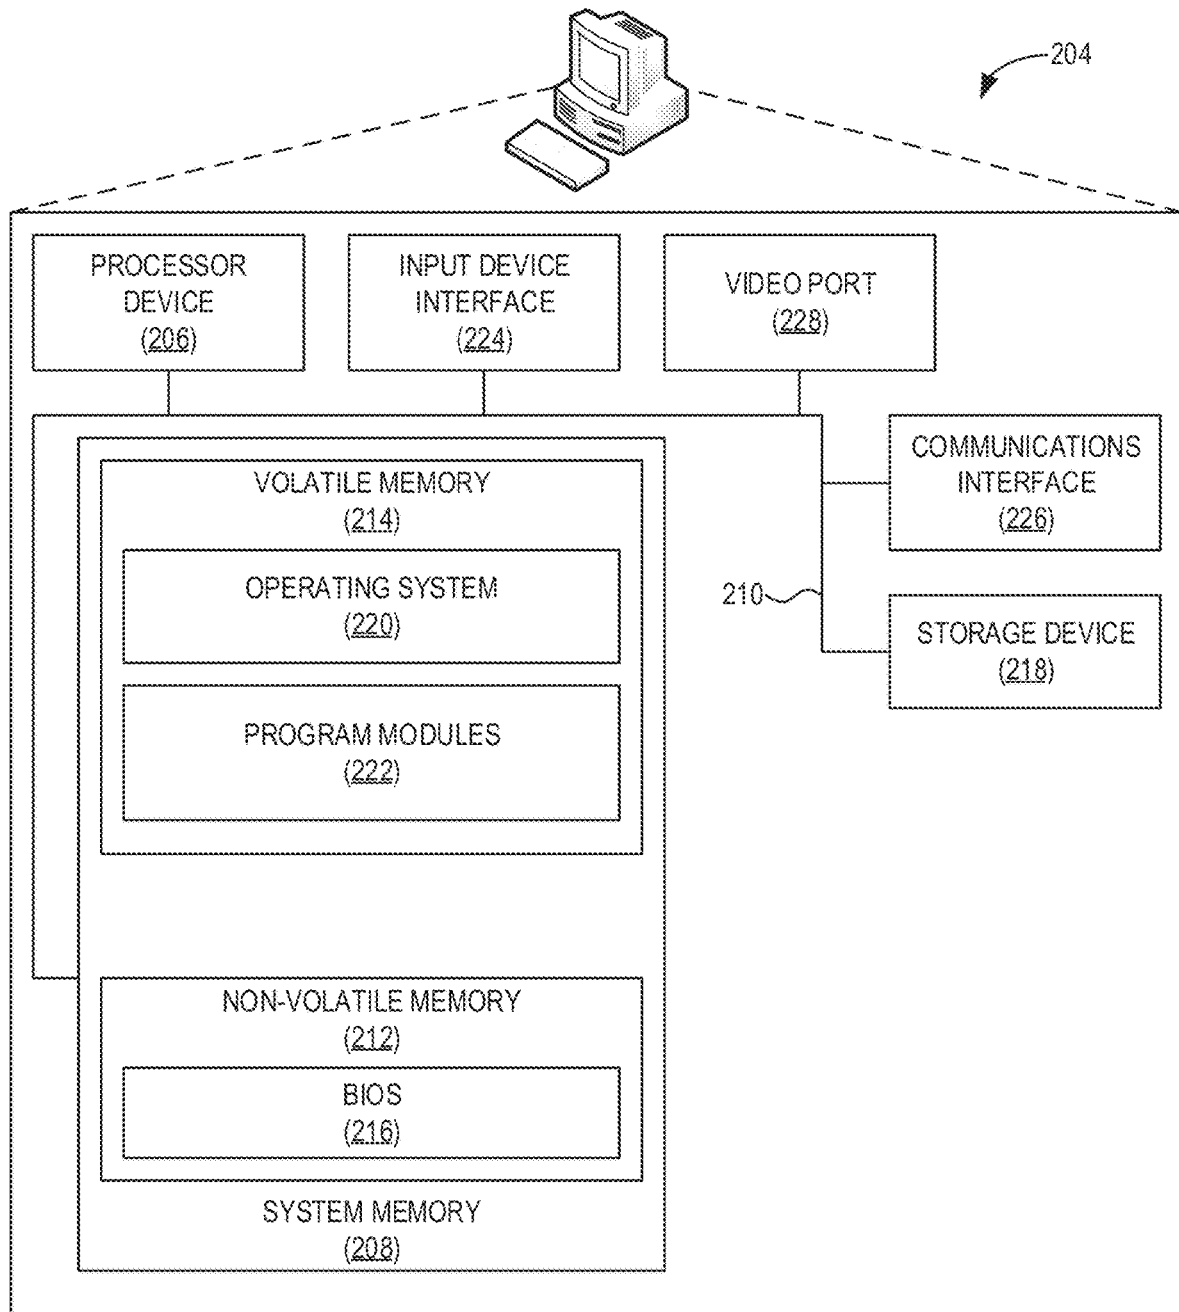 204
PROCESSOR
DEVICE
(206)
INPUT DEVICE
INTERFACE
(224)
VIDEO PORT
(228)
COMMUNICATIONS
INTERFACE
(226)
VOLATILE MEMORY
(214)
OPERATING SYSTEM
(220)
210
STORAGE DEVICE
(218)
PROGRAM MODULES
(222)
NON-VOLATILE MEMORY
(212)
BIOS
(216)
SYSTEM MEMORY
(208)